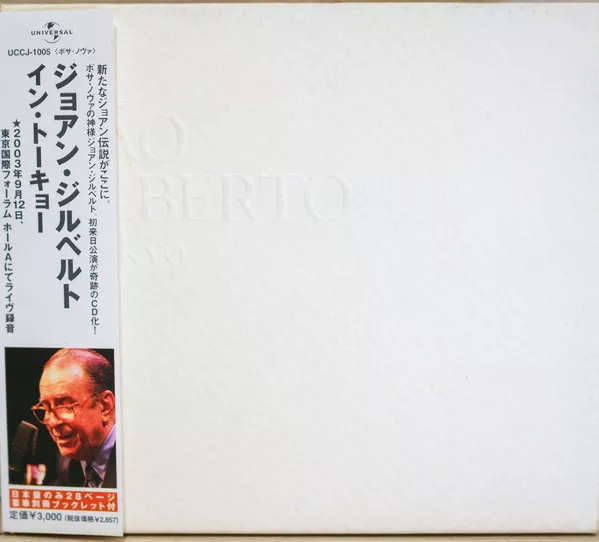 UNIVERSAL
UCCJ-1005〈ボサ・ノヴァ〉
新たなジョアン伝説がここに。
ボサ・ノヴァの神様ジョアン・ジルベルト、初来日公演が奇跡のCD化!
ジョアン・ジルベルト
イン・トーキョー
★2003年9月12日、
東京国際フォーラム ホールAにてライヴ録音
日本盤のみ28ページ
豪華別冊ブックレット付
定価¥3,000 (税抜価格¥2,857)
ÃO
LBERTO
KYO